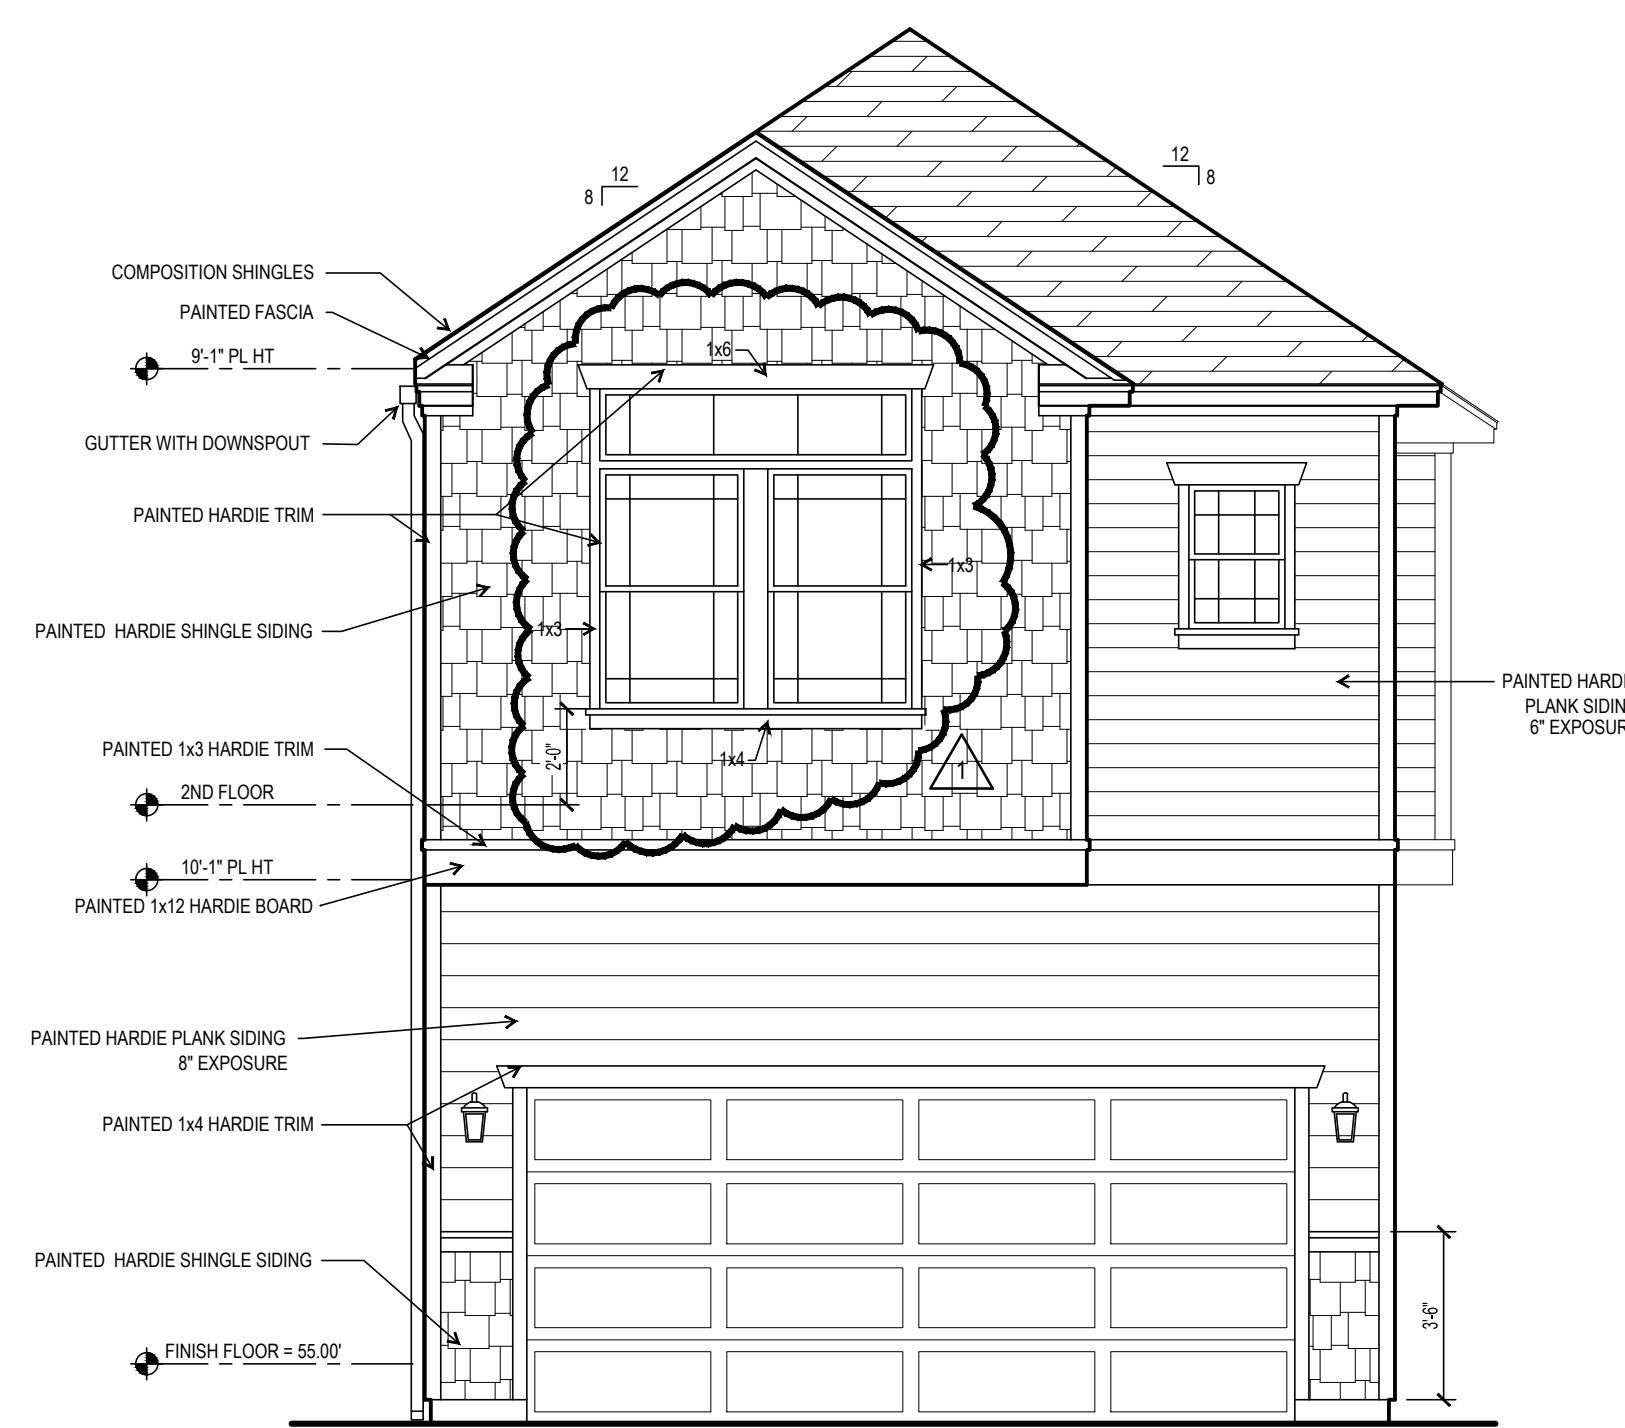 12
8
12
8
COMPOSITION SHINGLES
PAINTED FASCIA
9'-1" PL HT
1x6
GUTTER WITH DOWNSPOUT
PAINTED HARDIE TRIM
1x3
PAINTED HARDIE SHINGLE SIDING
1x3
PAINTED HARDI
PLANK SIDIN
6" EXPOSUR
PAINTED 1x3 HARDIE TRIM
2'-0"
1x4
1
2ND FLOOR
10'-1" PL HT
PAINTED 1x12 HARDIE BOARD
PAINTED HARDIE PLANK SIDING
8" EXPOSURE
PAINTED 1x4 HARDIE TRIM
PAINTED HARDIE SHINGLE SIDING
3'-6"
FINISH FLOOR = 55.00'